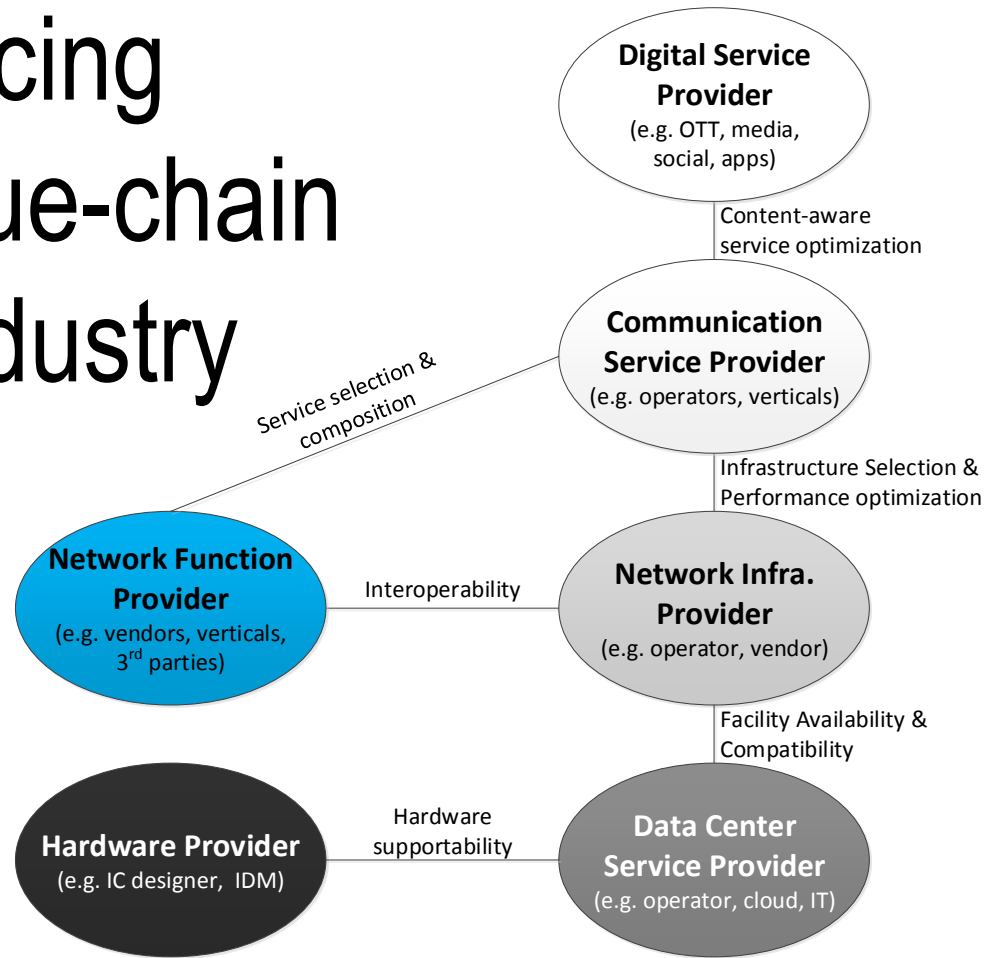 cing
ue-chain
dustry
Digital Service
Provider
(e.g. OTT, media,
social, apps)
Content-aware
service optimization
Communication
Service Provider
(e.g. operators, verticals)
Service selection &
composition
Infrastructure Selection &
Performance optimization
Network Function
Provider
(e.g. vendors, verticals,
3rd parties)
Interoperability
Network Infra.
Provider
(e.g. operator, vendor)
Facility Availability &
Compatibility
Hardware Provider
(e.g. IC designer, IDM)
Hardware
supportability
Data Center
Service Provider
(e.g. operator, cloud, IT)